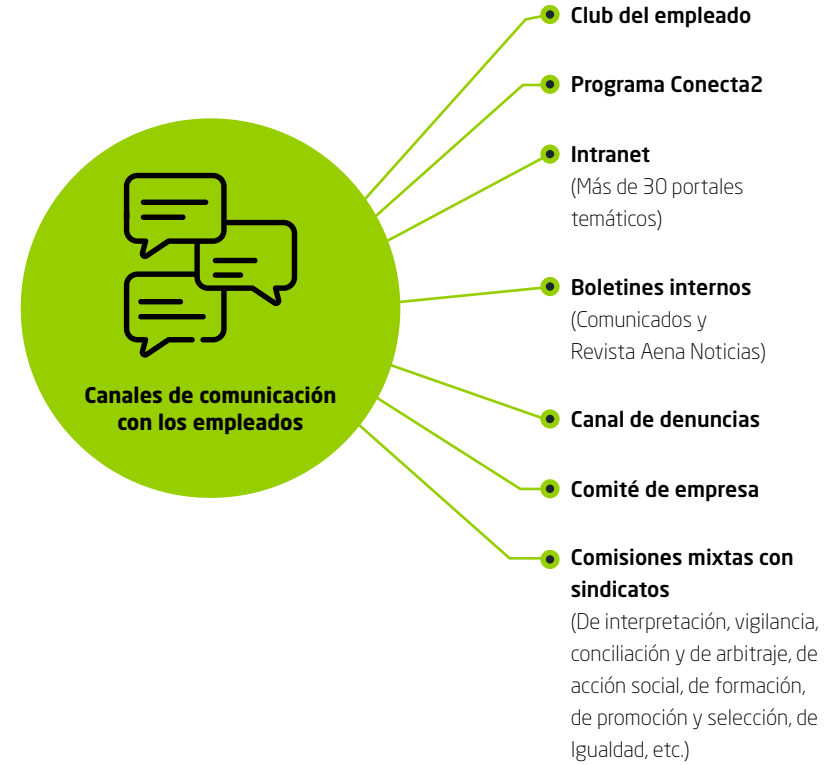 Club del empleado
Programa Conecta2
Intranet
(Más de 30 portales
temáticos)
Boletines internos
(Comunicados y
Revista Aena Noticias)
Canales de comunicación
con los empleados
Canal de denuncias
Comité de empresa
Comisiones mixtas con
sindicatos
(De interpretación, vigilancia,
conciliación y de arbitraje, de
acción social, de formación,
de promoción y selección, de
Igualdad, etc.)